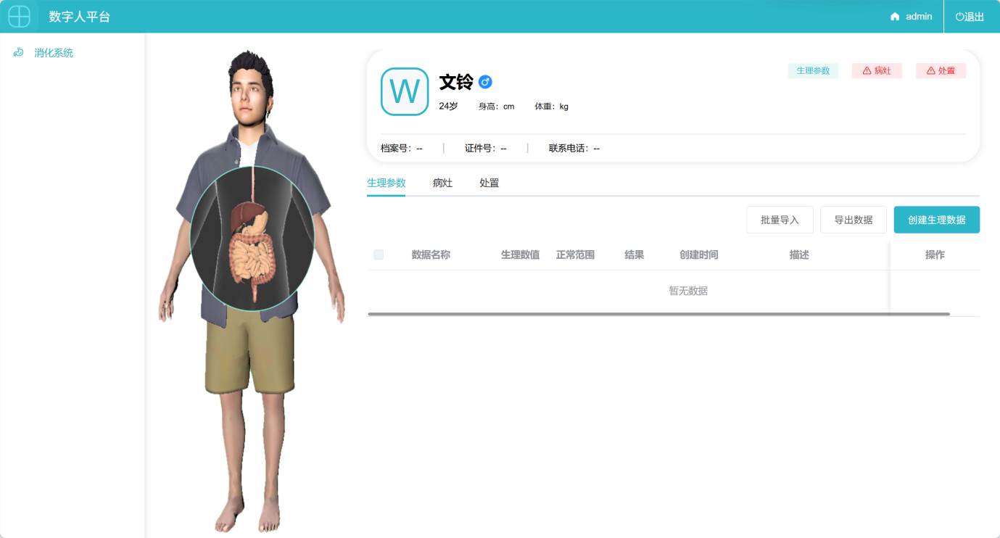 数字人平台
admin
退出
消化系统
W
文铃
生理参数 病灶 处置
24岁 身高：cm 体重：kg
档案号：-- 证件号：-- 联系电话：--
生理参数 病灶 处置
批量导入 导出数据 创建生理数据
数据名称 生理数值 正常范围 结果 创建时间 描述 操作
暂无数据